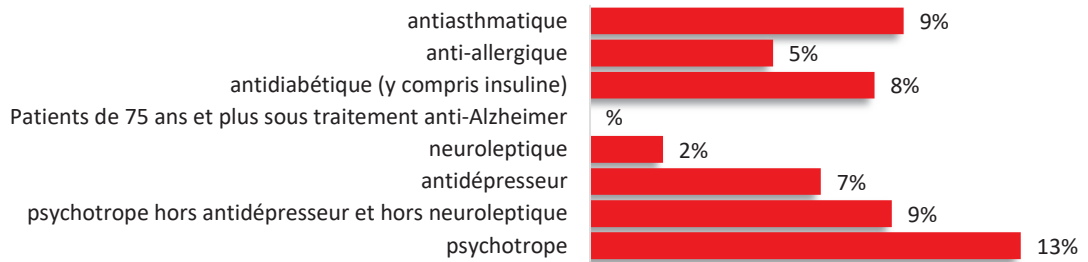 antiasthmatique 9%
anti-allergique 5%
antidiabétique (y compris insuline) 8%
Patients de 75 ans et plus sous traitement anti-Alzheimer %
neuroleptique 2%
antidépresseur 7%
psychotrope hors antidépresseur et hors neuroleptique 9%
psychotrope 13%